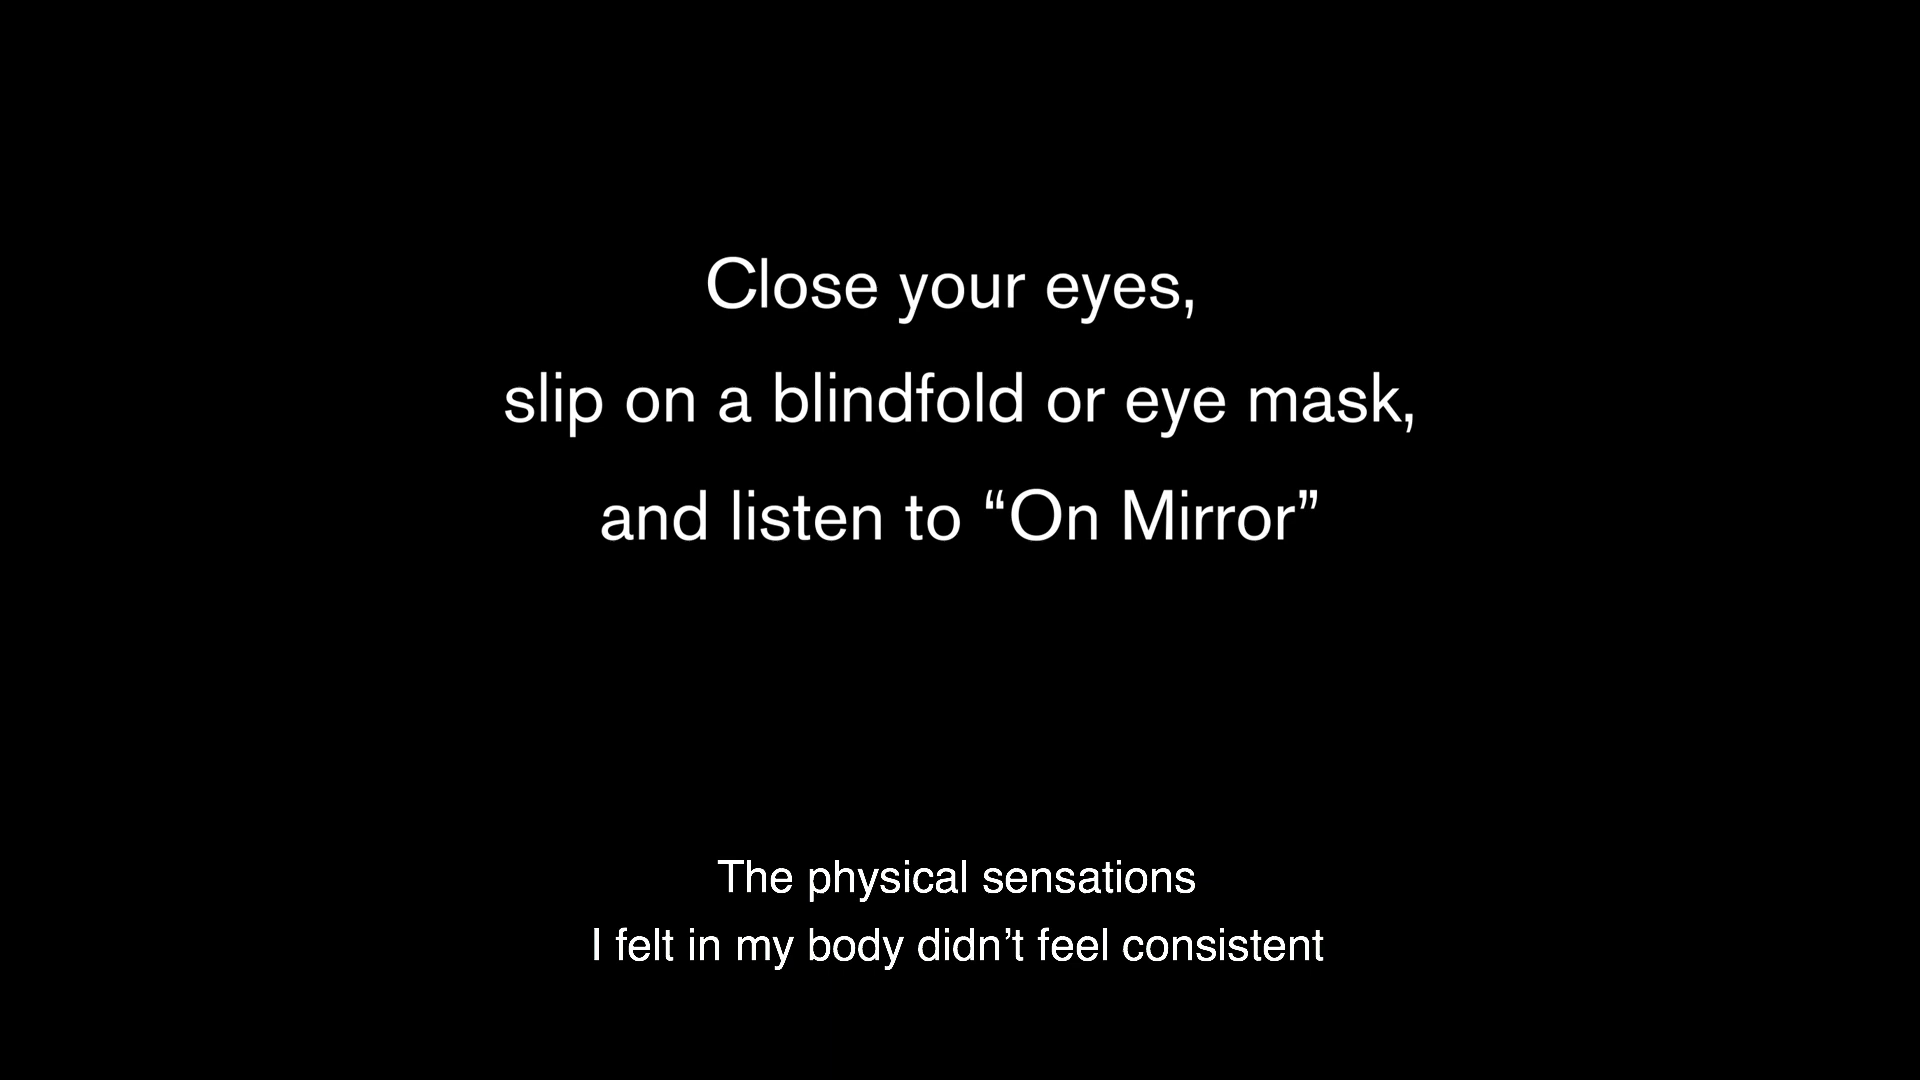 Close your eyes,
slip on a blindfold or eye mask,
and listen to “On Mirror”
The physical sensations
I felt in my body didn’t feel consistent